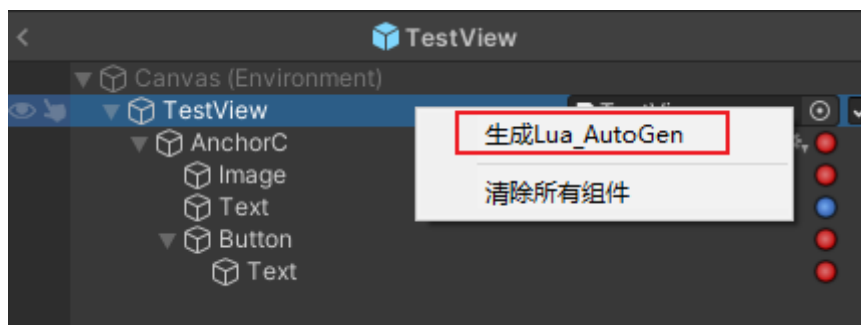 TestView
Canvas (Environment)
TestView
生成Lua_AutoGen
AnchorC
清除所有组件
Image
Text
Button
Text